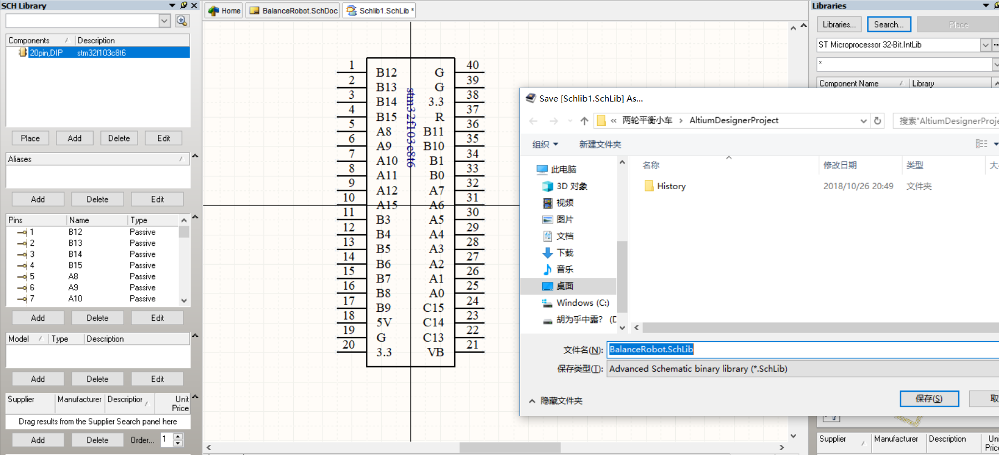 SCH Library
Components Description
20pin,DIP stm32f103c8t6
Place Add Delete Edit
Aliases
Add Delete Edit
Pins Name Type
1 B12 Passive
2 B13 Passive
3 B14 Passive
4 B15 Passive
5 A8 Passive
6 A9 Passive
7 A10 Passive
Add Delete Edit
Model Type Description
Add Delete Edit
Supplier Manufacturer Description Unit Price
Drag results from the Supplier Search panel here
Add Delete Order... 1
Home BalanceRobot.SchDoc Schlib1.SchLib *
stm32f103c8t6
1 B12 G 40
2 B13 G 39
3 B14 3.3 38
4 B15 R 37
5 A8 B11 36
6 A9 B10 35
7 A10 B1 34
8 A11 B0 33
9 A12 A7 32
10 A15 A6 31
11 B3 A5 30
12 B4 A4 29
13 B5 A3 28
14 B6 A2 27
15 B7 A1 26
16 B8 A0 25
17 B9 C15 24
18 5V C14 23
19 G C13 22
20 3.3 VB 21
Libraries
Libraries... Search... Place
ST Microprocessor 32-Bit.IntLib
*
Component Name Library
Save [Schlib1.SchLib] As...
« 两轮平衡小车 › AltiumDesignerProject
搜索"AltiumDesignerProje
组织 新建文件夹
此电脑
3D 对象
视频
图片
文档
下载
音乐
桌面
Windows (C:)
胡为乎中露? (D
名称 修改日期 类型 大
History 2018/10/26 20:49 文件夹
文件名(N): BalanceRobot.SchLib
保存类型(T): Advanced Schematic binary library (*.SchLib)
隐藏文件夹
保存(S) 取
Supplier Manufacturer Description Uni
Price